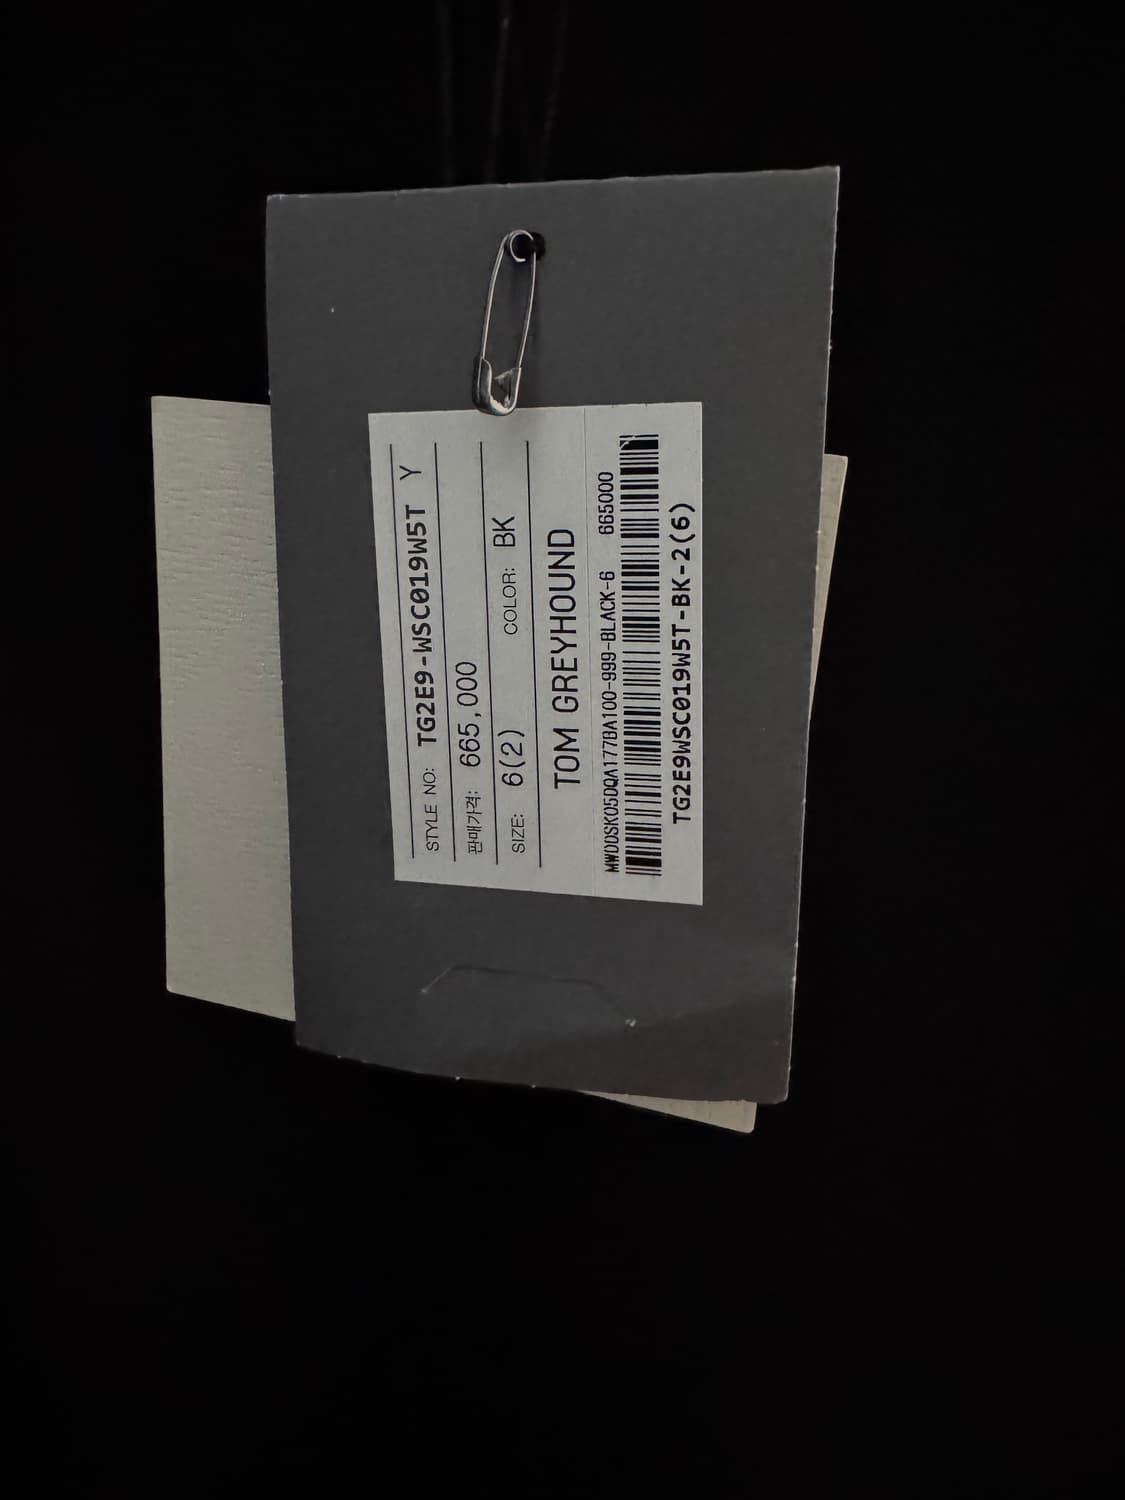 STYLE NO: TG2E9-WSC019W5T Y
판매가격: 665,000
SIZE: 6(2) COLOR: BK
TOM GREYHOUND
MWDDSK05DQA177BA100-999-BLACK-6 665000
TG2E9WSC019W5T-BK-2(6)